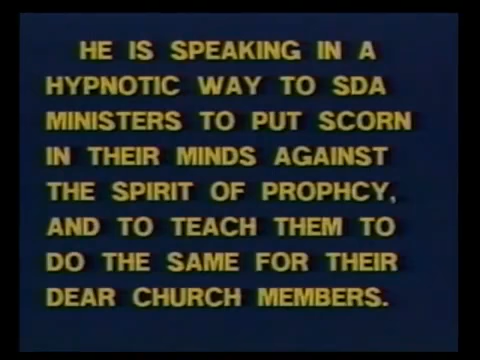 HE IS SPEAKING IN A
HYPNOTIC WAY TO SDA
MINISTERS TO PUT SCORN
IN THEIR MINDS AGAINST
THE SPIRIT OF PROPHCY,
AND TO TEACH THEM TO
DO THE SAME FOR THEIR
DEAR CHURCH MEMBERS.